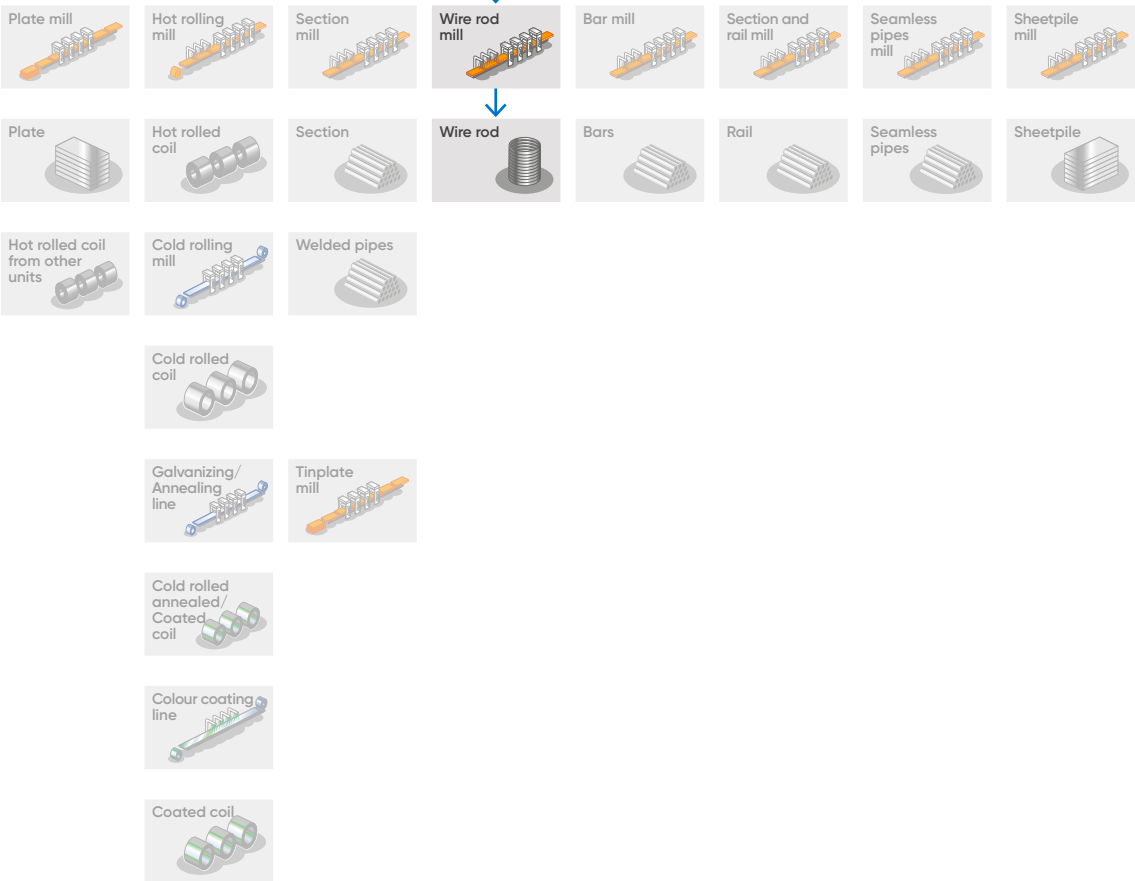 Plate mill
Hot rolling
mill
Section
mill
Wire rod
mill
Bar mill
Section and
rail mill
Seamless
pipes
mill
Sheetpile
mill
Plate
Hot rolled
coil
Section
Wire rod
Bars
Rail
Seamless
pipes
Sheetpile
Hot rolled coil
from other
units
Cold rolling
mill
Welded pipes
Cold rolled
coil
Galvanizing/
Annealing
line
Tinplate
mill
Cold rolled
annealed/
Coated
coil
Colour coating
line
Coated coil